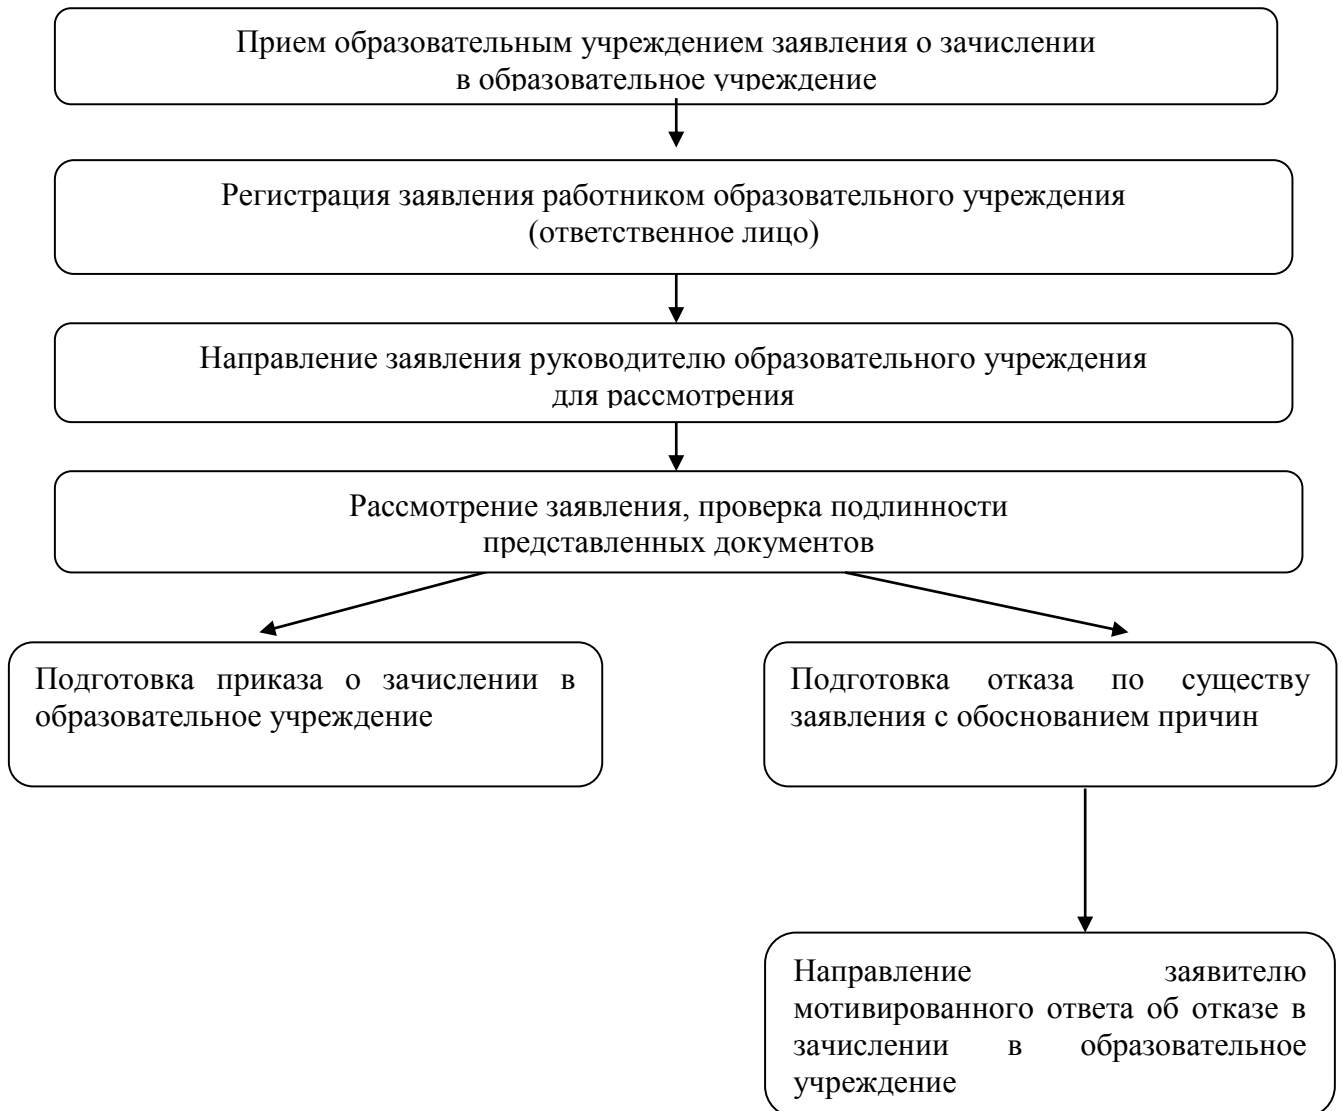 Прием образовательным учреждением заявления о зачислении
в образовательное учреждение
Регистрация заявления работником образовательного учреждения
(ответственное лицо)
Направление заявления руководителю образовательного учреждения
для рассмотрения
Рассмотрение заявления, проверка подлинности
представленных документов
Подготовка приказа о зачислении в
образовательное учреждение
Подготовка отказа по существу
заявления с обоснованием причин
Направление заявителю
мотивированного ответа об отказе в
зачислении в образовательное
учреждение